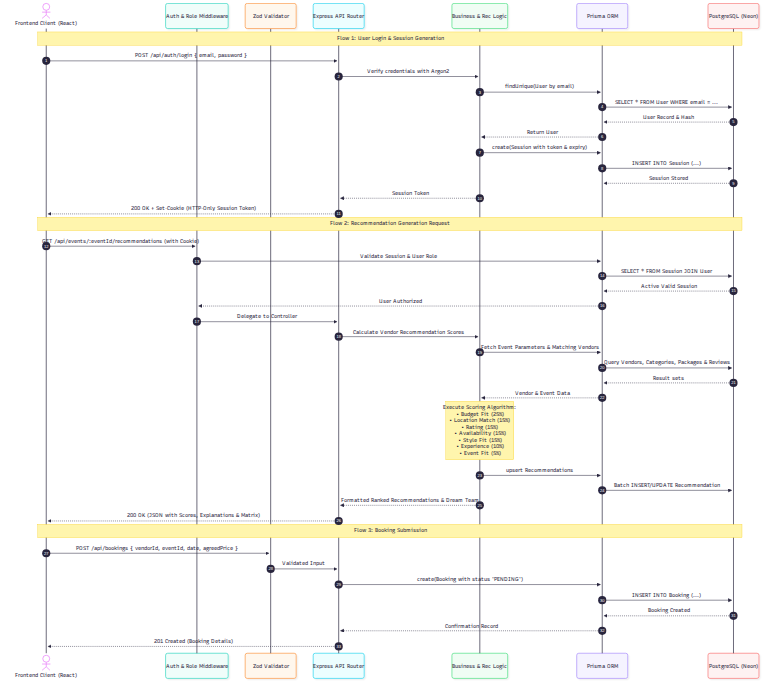 Frontend Client (React)
Auth & Role Middleware
Zod Validator
Express API Router
Business & Rec Logic
Prisma ORM
PostgreSQL (Neon)
Flow 1: User Login & Session Generation
POST /api/auth/login { email, password }
Verify credentials with Argon2
findUnique(User by email)
SELECT * FROM User WHERE email = ...
User Record & Hash
Return User
create(Session with token & expiry)
INSERT INTO Session (...)
Session Stored
Session Token
200 OK + Set-Cookie (HTTP-Only Session Token)
Flow 2: Recommendation Generation Request
GET /api/events/:eventId/recommendations (with Cookie)
Validate Session & User Role
SELECT * FROM Session JOIN User
Active Valid Session
User Authorized
Delegate to Controller
Calculate Vendor Recommendation Scores
Fetch Event Parameters & Matching Vendors
Query Vendors, Categories, Packages & Reviews
Result sets
Vendor & Event Data
Execute Scoring Algorithm:
• Budget Fit (25%)
• Location Match (15%)
• Rating (15%)
• Availability (15%)
• Style Fit (15%)
• Experience (10%)
• Event Fit (5%)
upsert Recommendations
Batch INSERT/UPDATE Recommendation
Formatted Ranked Recommendations & Dream Team
200 OK (JSON with Scores, Explanations & Matrix)
Flow 3: Booking Submission
POST /api/bookings { vendorId, eventId, date, agreedPrice }
Validated Input
create(Booking with status 'PENDING')
INSERT INTO Booking (...)
Booking Created
Confirmation Record
201 Created (Booking Details)
Frontend Client (React)
Auth & Role Middleware
Zod Validator
Express API Router
Business & Rec Logic
Prisma ORM
PostgreSQL (Neon)